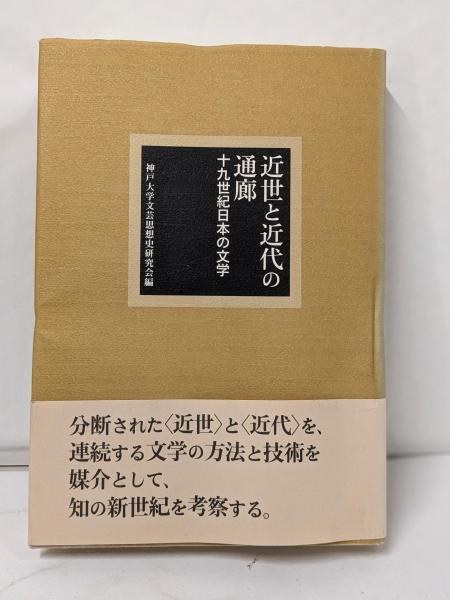 近世と近代の
通廊
十九世紀日本の文学
神戸大学文芸思想史研究会編
分断された〈近世〉と〈近代〉を、
連続する文学の方法と技術を
媒介として、
知の新世紀を考察する。